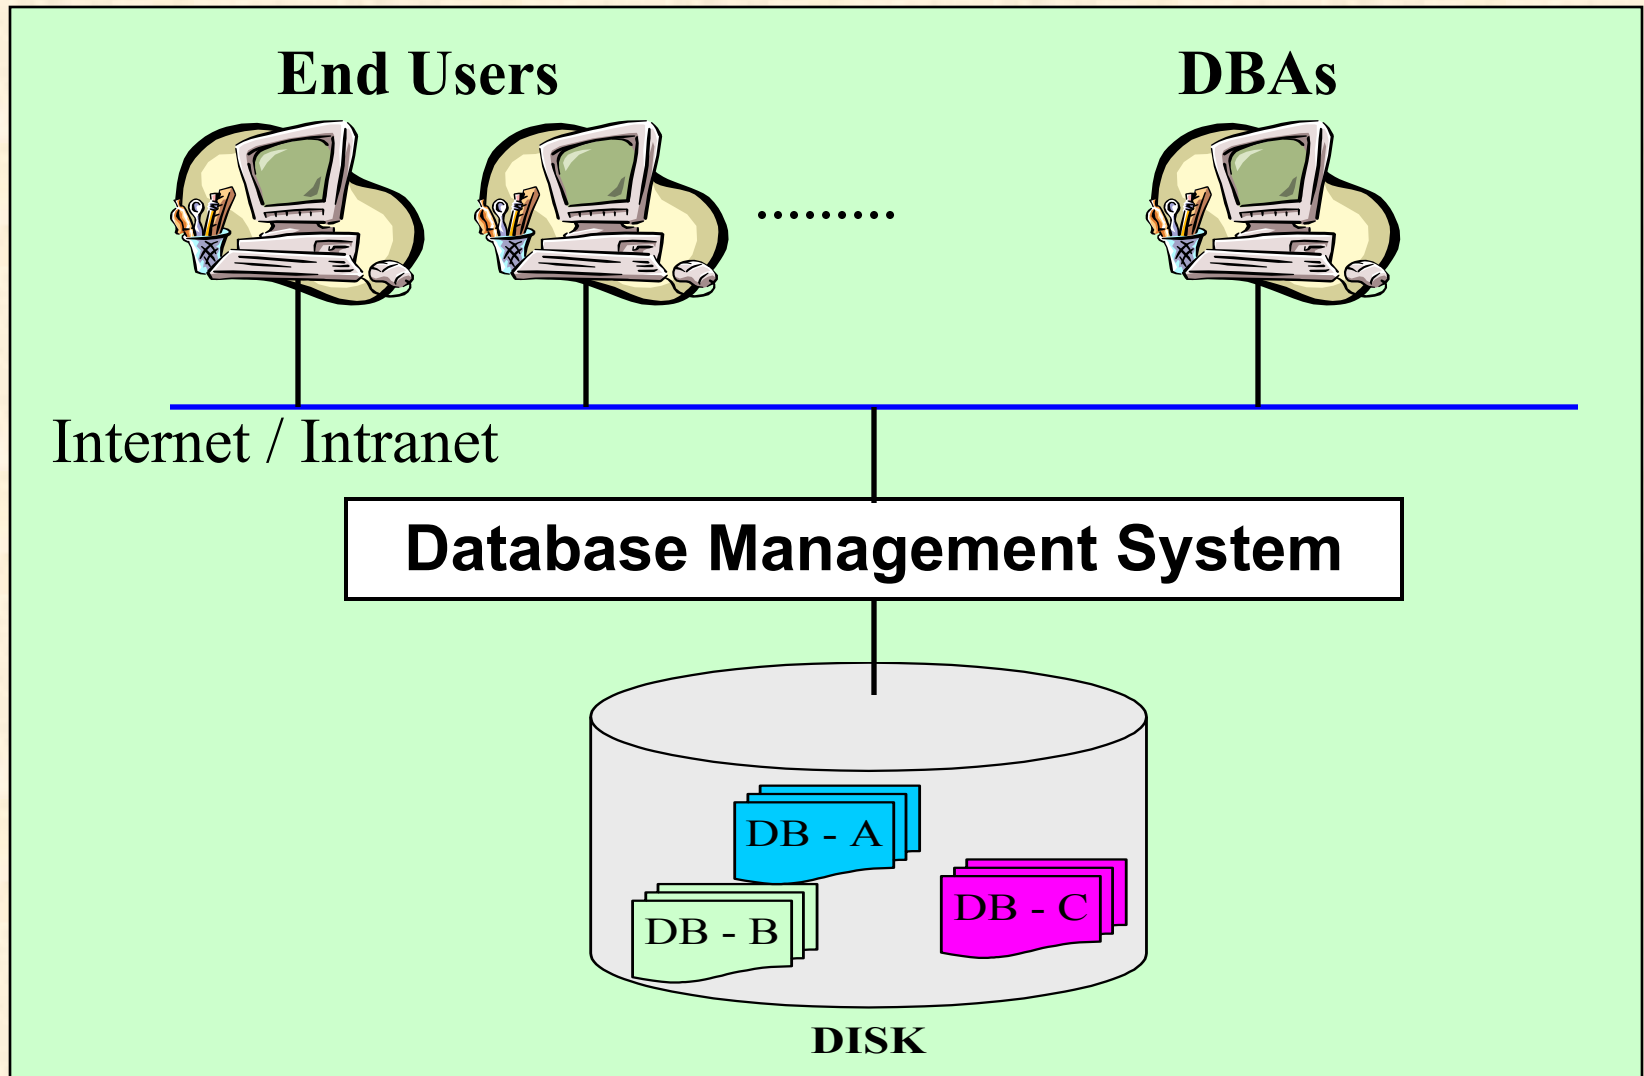 End Users
DBAs
.........
Internet / Intranet
Database Management System
DB - A
DB - C
DB - B
DISK